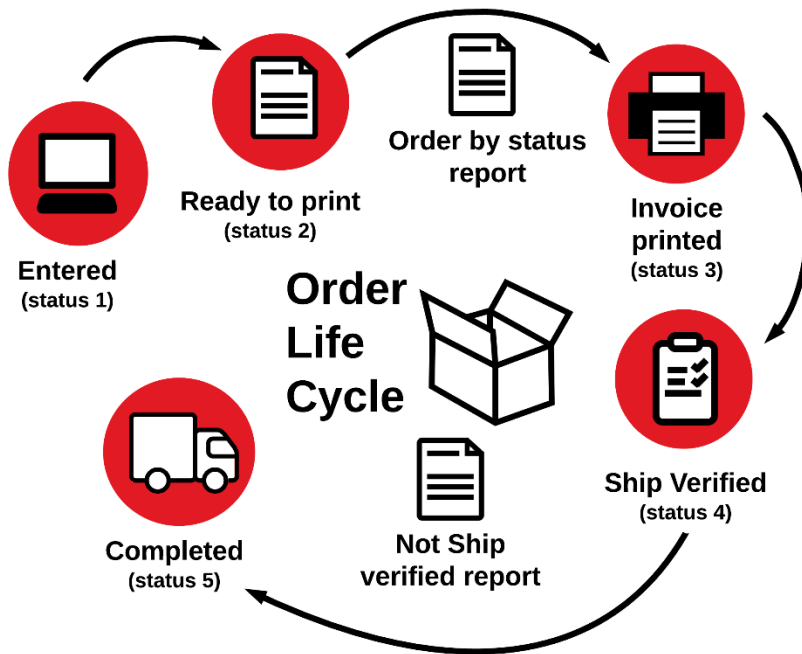 Entered
(status 1)
Ready to print
(status 2)
Order by status
report
Invoice
printed
(status 3)
Order
Life
Cycle
Ship Verified
(status 4)
Not Ship
verified report
Completed
(status 5)